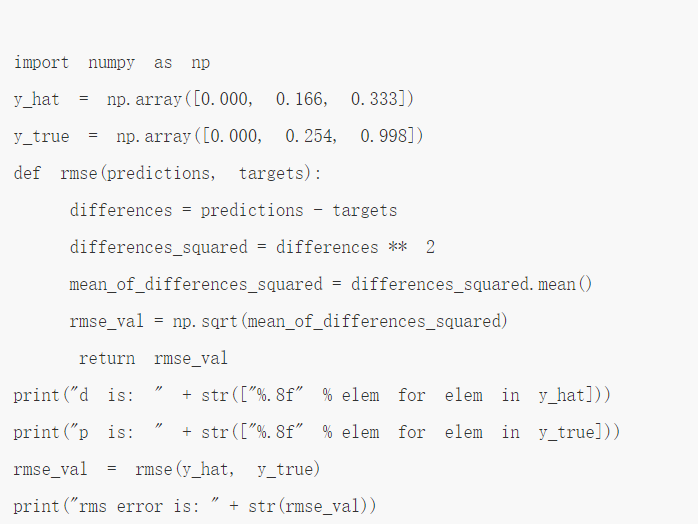 import numpy as np
y_hat = np.array([0.000, 0.166, 0.333])
y_true = np.array([0.000, 0.254, 0.998])
def rmse(predictions, targets):
      differences = predictions - targets
      differences_squared = differences ** 2
      mean_of_differences_squared = differences_squared.mean()
      rmse_val = np.sqrt(mean_of_differences_squared)
       return rmse_val
print("d is: " + str(["%.8f" % elem for elem in y_hat]))
print("p is: " + str(["%.8f" % elem for elem in y_true]))
rmse_val = rmse(y_hat, y_true)
print("rms error is: " + str(rmse_val))